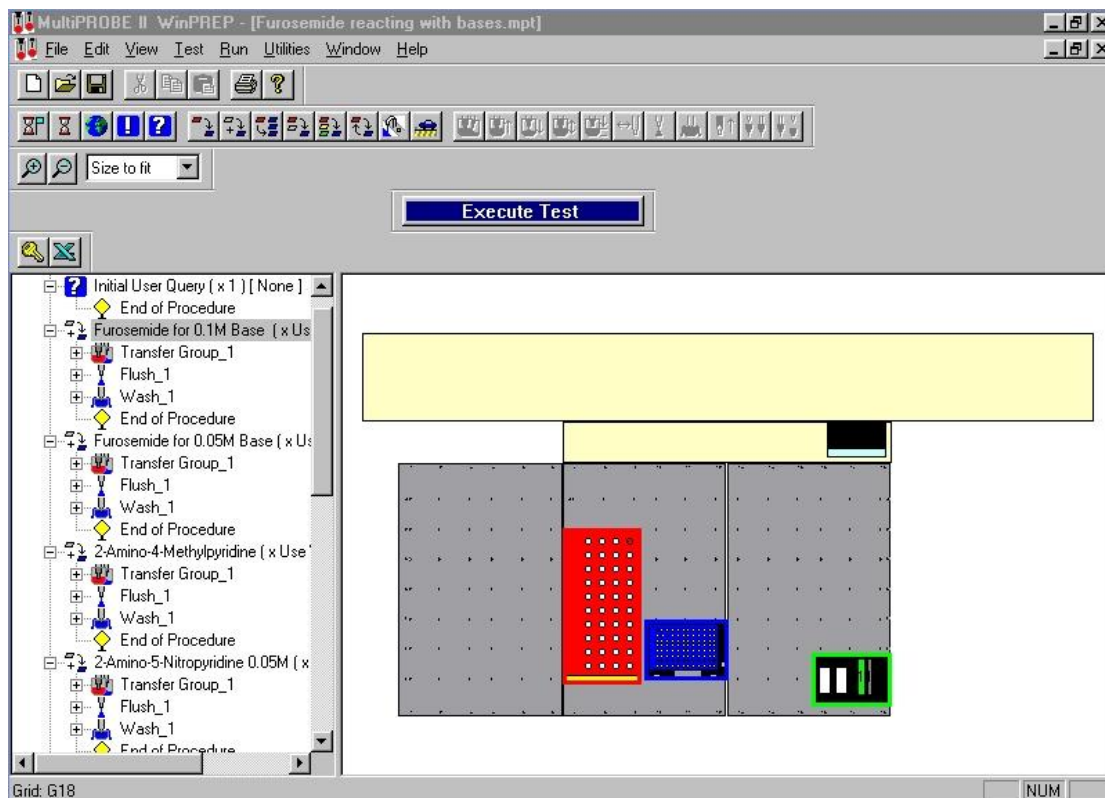 MultiPROBE II WinPREP - [Furosemide reacting with bases.mpt]
File Edit View Test Run Utilities Window Help
Size to fit
Execute Test
Initial User Query ( x 1 ) [ None ]
End of Procedure
Furosemide for 0.1M Base ( x Us
Transfer Group_1
Flush_1
Wash_1
End of Procedure
Furosemide for 0.05M Base ( x Us
Transfer Group_1
Flush_1
Wash_1
End of Procedure
2-Amino-4-Methylpyridine ( x Use
Transfer Group_1
Flush_1
Wash_1
End of Procedure
2-Amino-5-Nitropyridine 0.05M ( x
Transfer Group_1
Flush_1
Wash_1
End of Procedure
Grid: G18
NUM